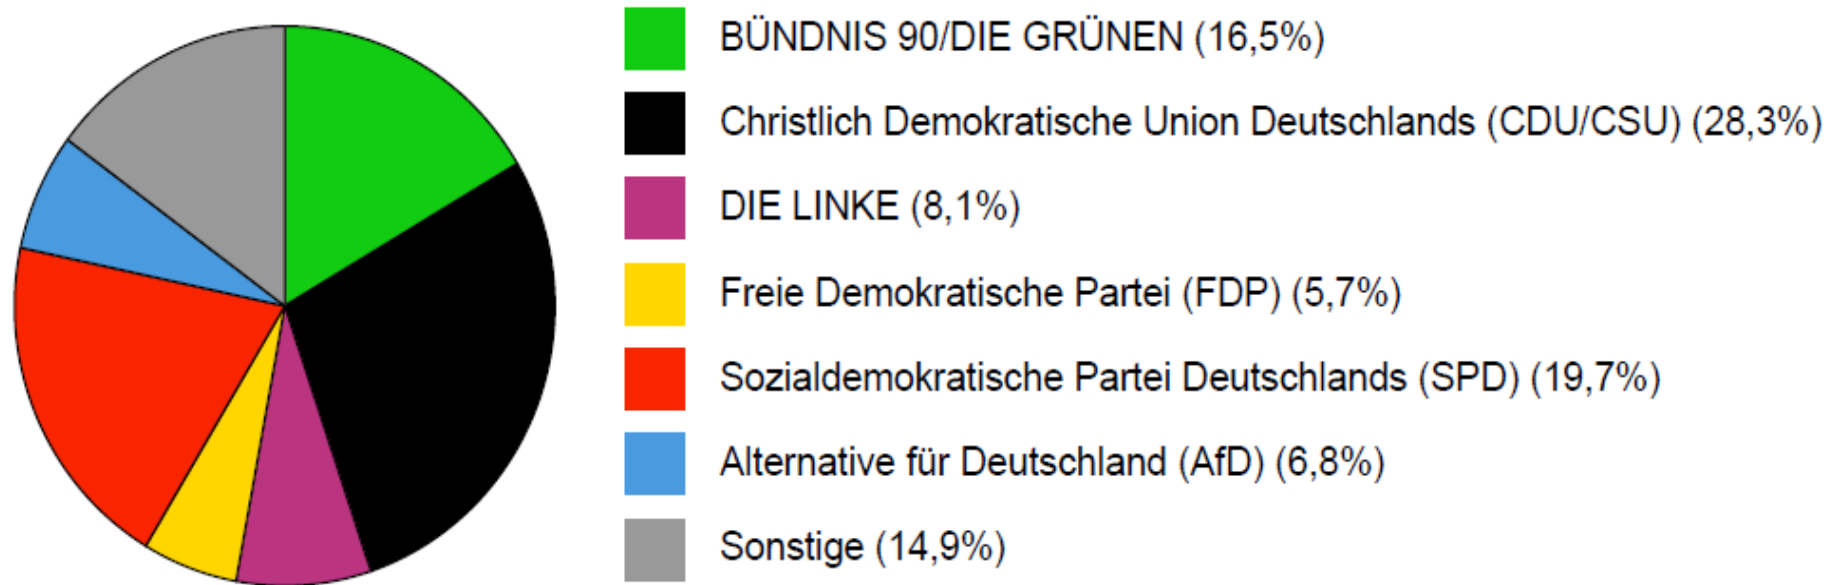 BÜNDNIS 90/DIE GRÜNEN (16,5%)
Christlich Demokratische Union Deutschlands (CDU/CSU) (28,3%)
DIE LINKE (8,1%)
Freie Demokratische Partei (FDP) (5,7%)
Sozialdemokratische Partei Deutschlands (SPD) (19,7%)
Alternative für Deutschland (AfD) (6,8%)
Sonstige (14,9%)